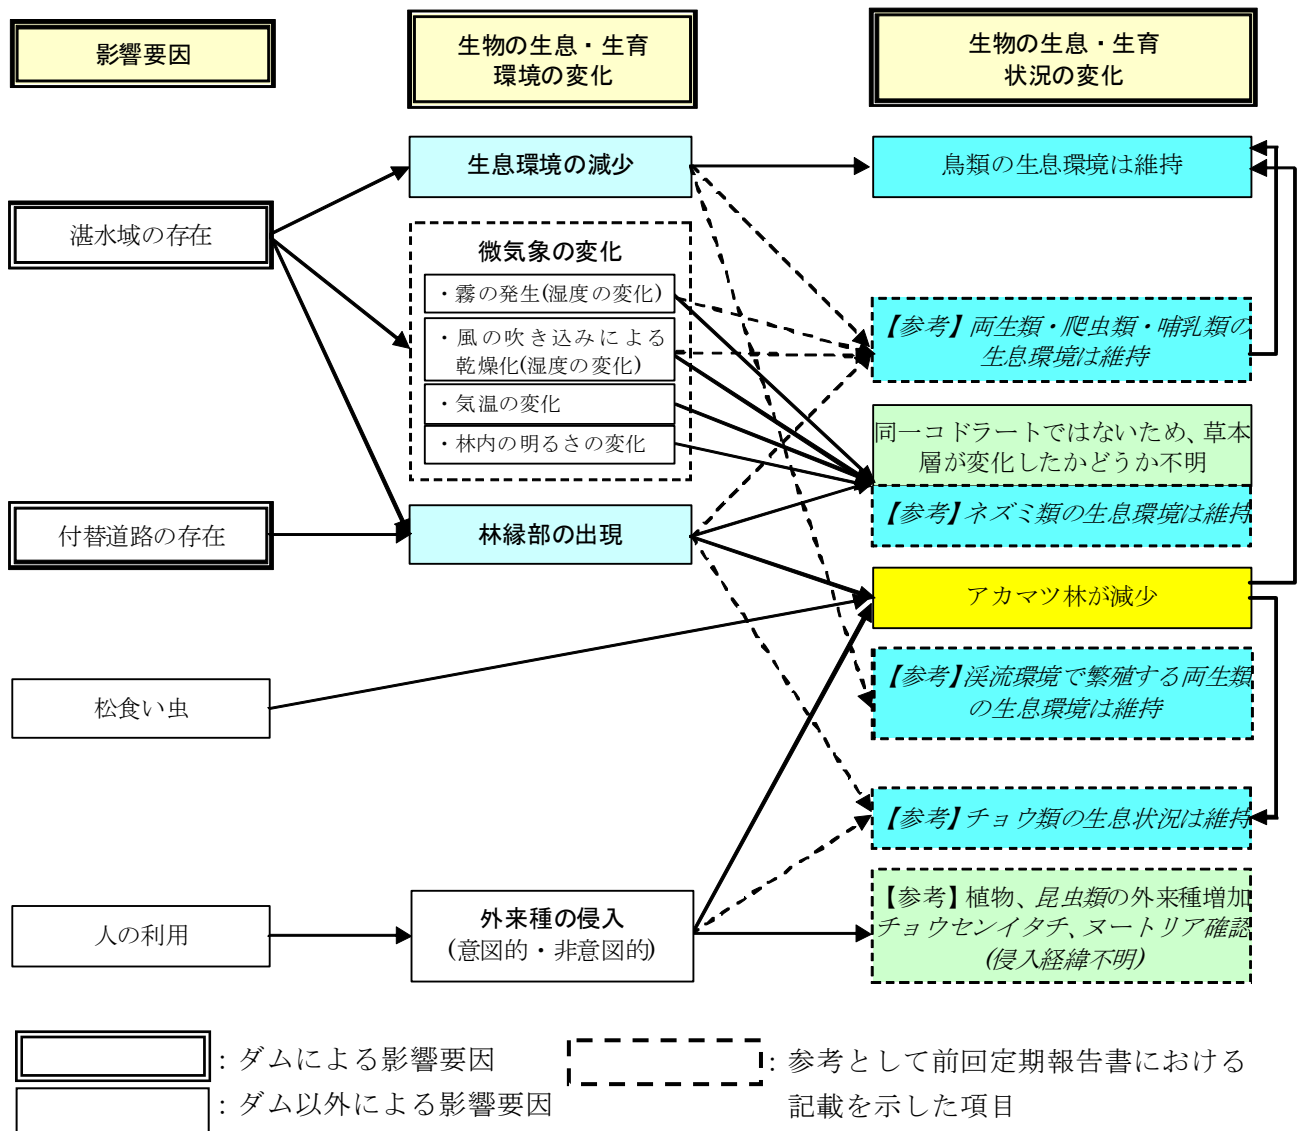 影響要因
生物の生息・生育
環境の変化
生物の生息・生育
状況の変化
湛水域の存在
付替道路の存在
松食い虫
人の利用
生息環境の減少
微気象の変化
・霧の発生(湿度の変化)
・風の吹き込みによる
乾燥化(湿度の変化)
・気温の変化
・林内の明るさの変化
林縁部の出現
外来種の侵入
(意図的・非意図的)
鳥類の生息環境は維持
【参考】両生類・爬虫類・哺乳類の
生息環境は維持
同一コドラートではないため、草本
層が変化したかどうか不明
【参考】ネズミ類の生息環境は維持
アカマツ林が減少
【参考】渓流環境で繁殖する両生類
の生息環境は維持
【参考】チョウ類の生息状況は維持
【参考】植物、昆虫類の外来種増加
チョウセンイタチ、ヌートリア確認
(侵入経緯不明)
：ダムによる影響要因
：ダム以外による影響要因
：参考として前回定期報告書における
記載を示した項目